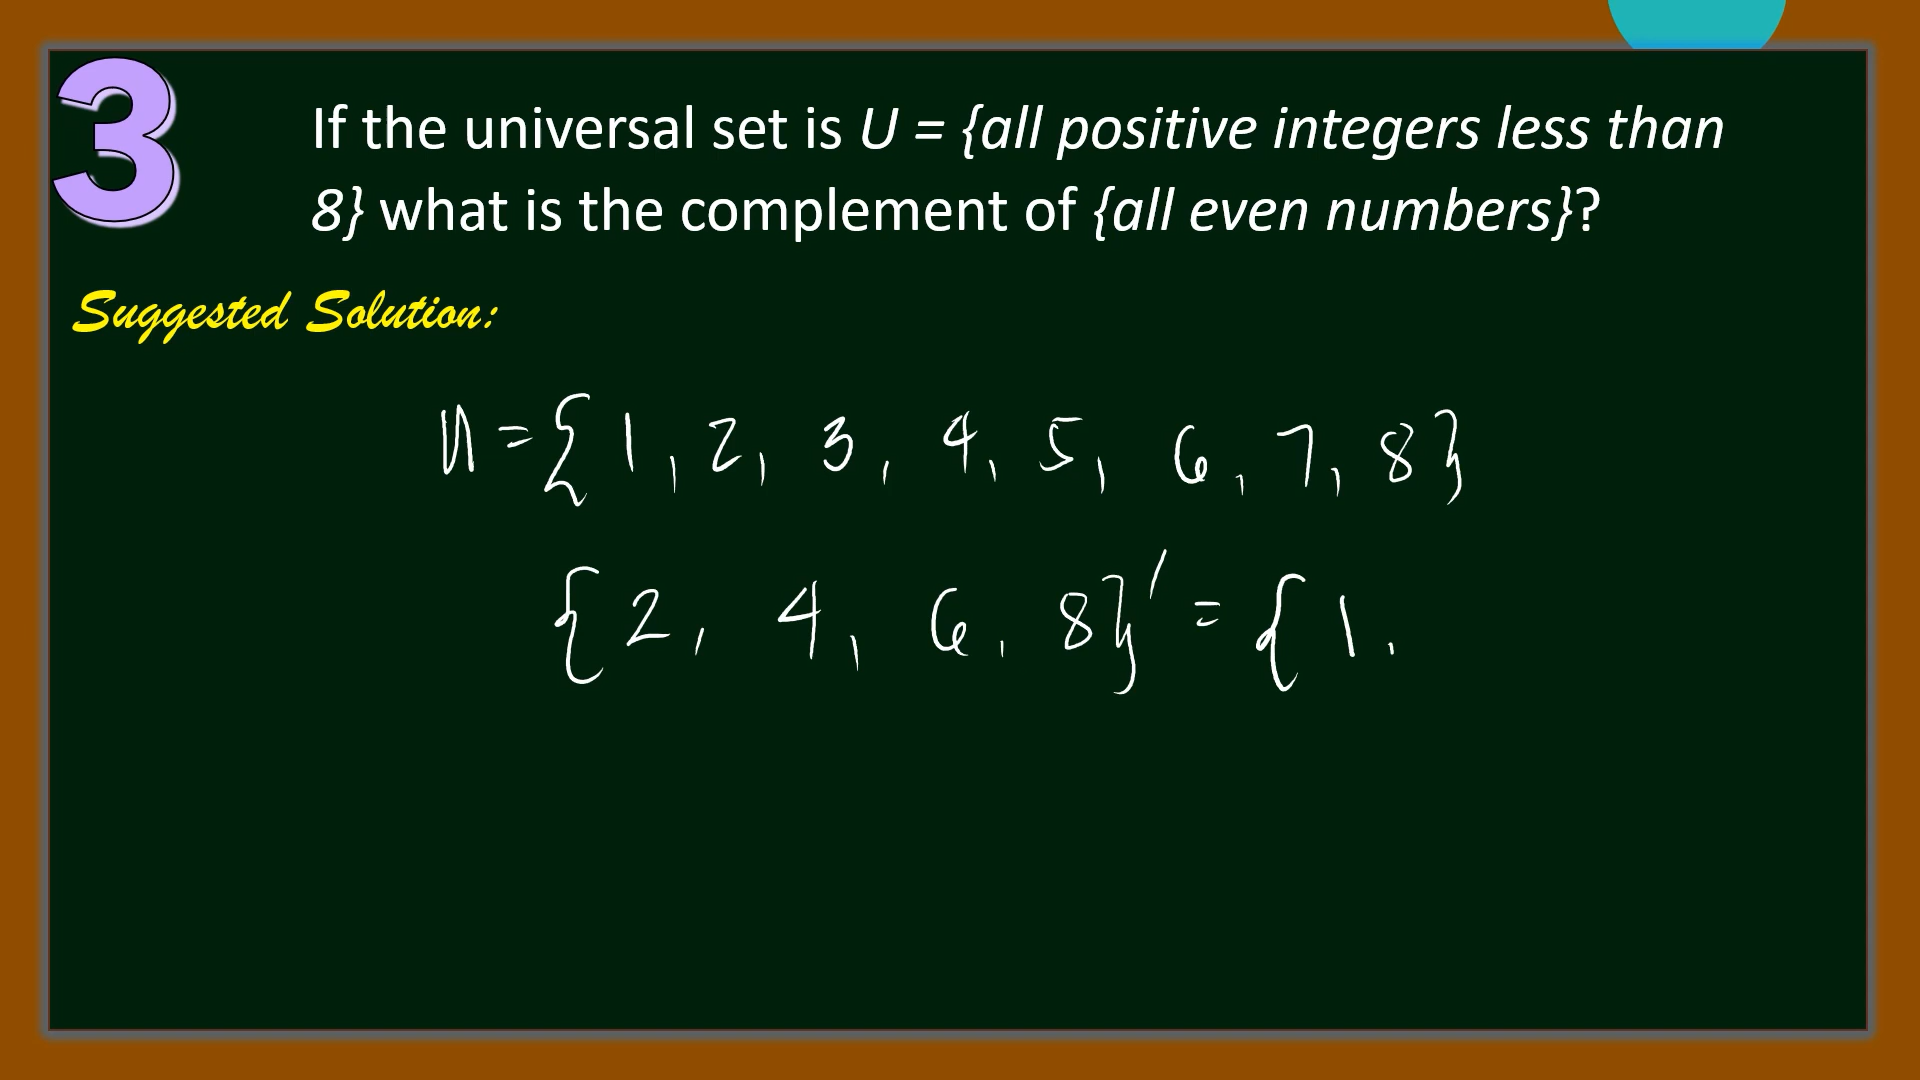 3
If the universal set is U = {all positive integers less than
8} what is the complement of {all even numbers}?
Suggested Solution:
U = {1, 2, 3, 4, 5, 6, 7, 8}
{2, 4, 6, 8}' = {1,